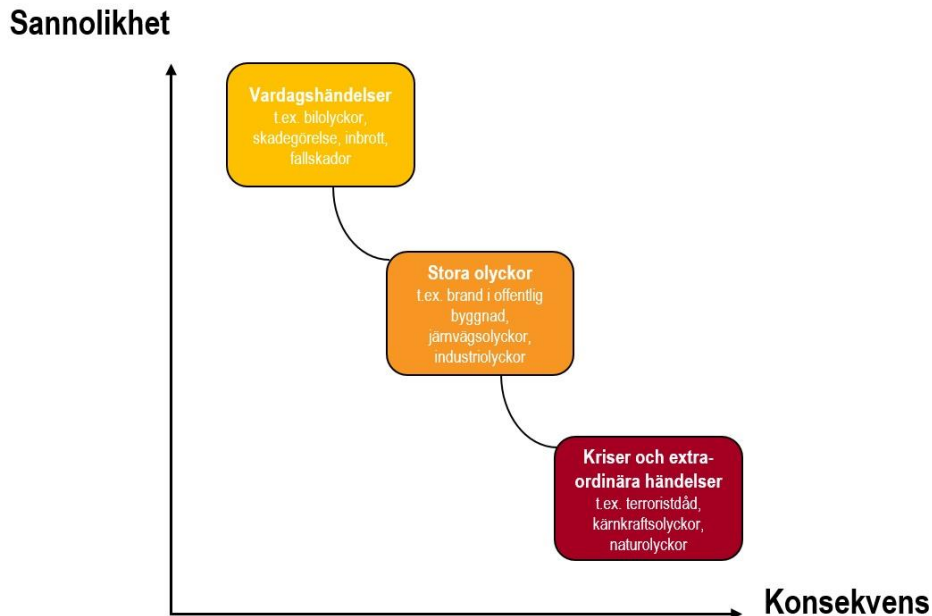 Sannolikhet
Vardagshändelser
t.ex. bilolyckor,
skadegörelse, inbrott,
fallskador
Stora olyckor
t.ex. brand i offentlig
byggnad,
järnvägsolyckor,
industriolyckor
Kriser och extra-
ordinära händelser
t.ex. terroristdåd,
kärnkraftsolyckor,
naturolyckor
Konsekvens